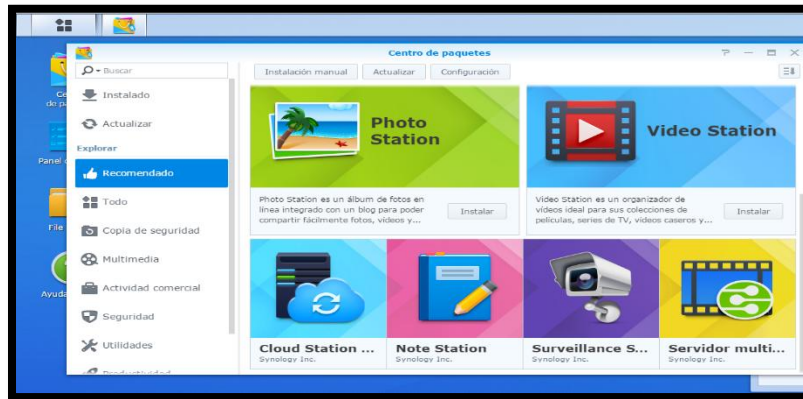 Centro de paquetes
Buscar
Instalación manual
Actualizar
Configuración
Instalado
Actualizar
Explorar
Recomendado
Todo
Copia de seguridad
Multimedia
Actividad comercial
Seguridad
Utilidades
Productividad
Photo
Station
Photo Station es un álbum de fotos en
línea integrado con un blog para poder
compartir fácilmente fotos, vídeos y...
Instalar
Video Station
Video Station es un organizador de
vídeos ideal para sus colecciones de
películas, series de TV, vídeos caseros y...
Instalar
Cloud Station ...
Synology Inc.
Note Station
Synology Inc.
Surveillance S...
Synology Inc.
Servidor multi...
Synology Inc.
Ce
de pa
Panel
File
Ayuda